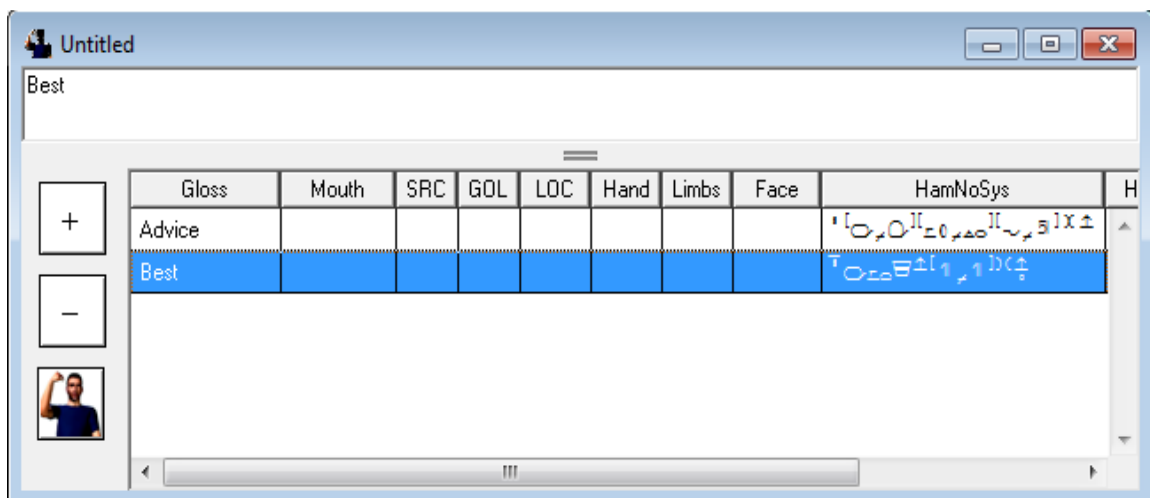 Untitled
Best
Gloss Mouth SRC GOL LOC Hand Limbs Face HamNoSys H
+
Advice
Best
−